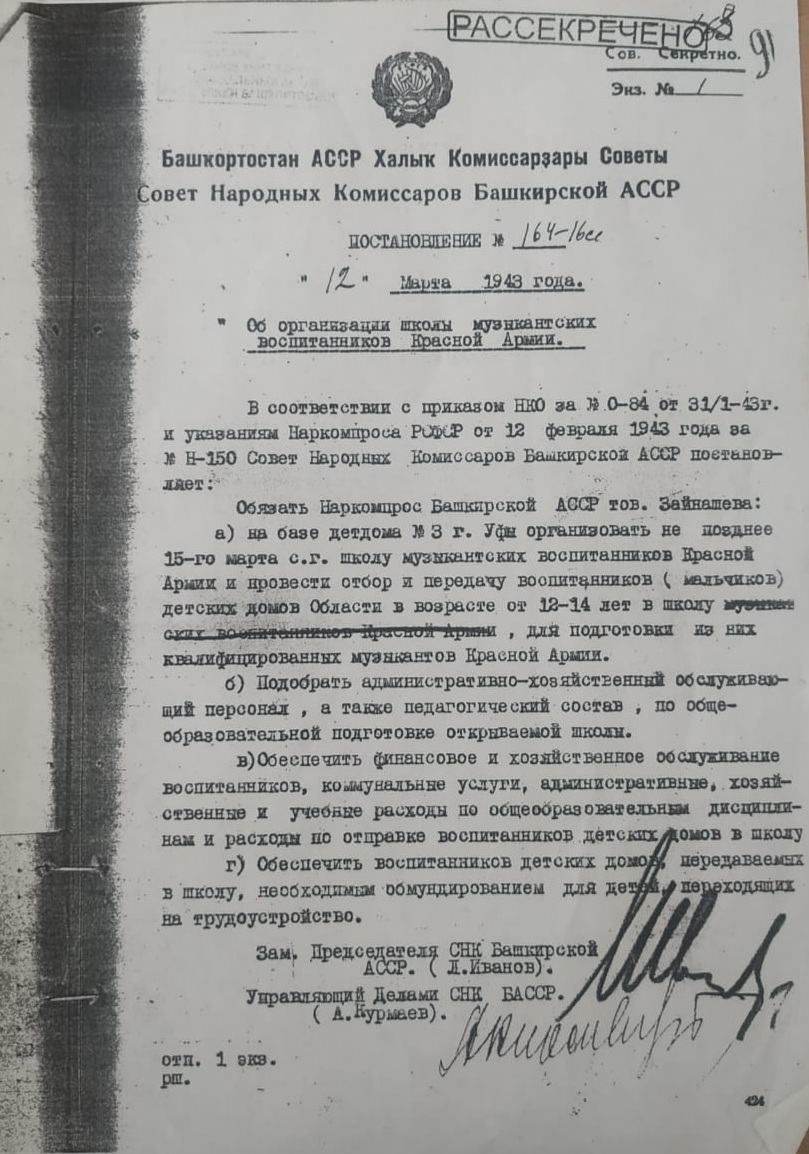 РАССЕКРЕЧЕНО
Сов. Секретно.
91
Экз. № 1
Башкортостан АССР Халык Комиссарҙары Советы
Совет Народных Комиссаров Башкирской АССР
ПОСТАНОВЛЕНИЕ № 164-16сс
" 12 " Марта 1943 года.
" Об организации школы музыкантских
воспитанников Красной Армии.
В соответствии с приказом НКО за № 0-84 от 31/1-43г.
и указаниям Наркомпроса РСФСР от 12 февраля 1943 года за
№ Н-150 Совет Народных Комиссаров Башкирской АССР постанов-
ляет:
Обязать Наркомпрос Башкирской АССР тов. Зайнашева:
а) на базе детдома № 3 г. Уфы организовать не позднее
15-го марта с.г. школу музыкантских воспитанников Красной
Армии и провести отбор и передачу воспитанников ( мальчиков)
детских домов Области в возрасте от 12-14 лет в школу музыкан
ских воспитанников Красной Армии , для подготовки из них
квалифицированных музыкантов Красной Армии.
б) Подобрать административно-хозяйственный обслуживаю-
щий персонал , а также педагогический состав , по обще-
образовательной подготовке открываемой школы.
в)Обеспечить финансовое и хозяйственное обслуживание
воспитанников, коммунальные услуги, административные, хозяй-
ственные и учебные расходы по общеобразовательным дисципли-
нам и расходы по отправке воспитанников детских домов в школу
г) Обеспечить воспитанников детских домов, передаваемых
в школу, необходимым обмундированием для детей, переходящих
на трудоустройство.
Зам. Председателя СНК Башкирской
АССР. ( Л.Иванов).
Управляющий Делами СНК БАССР.
( А.Курмаев).
отп. 1 экз.
рш.
424